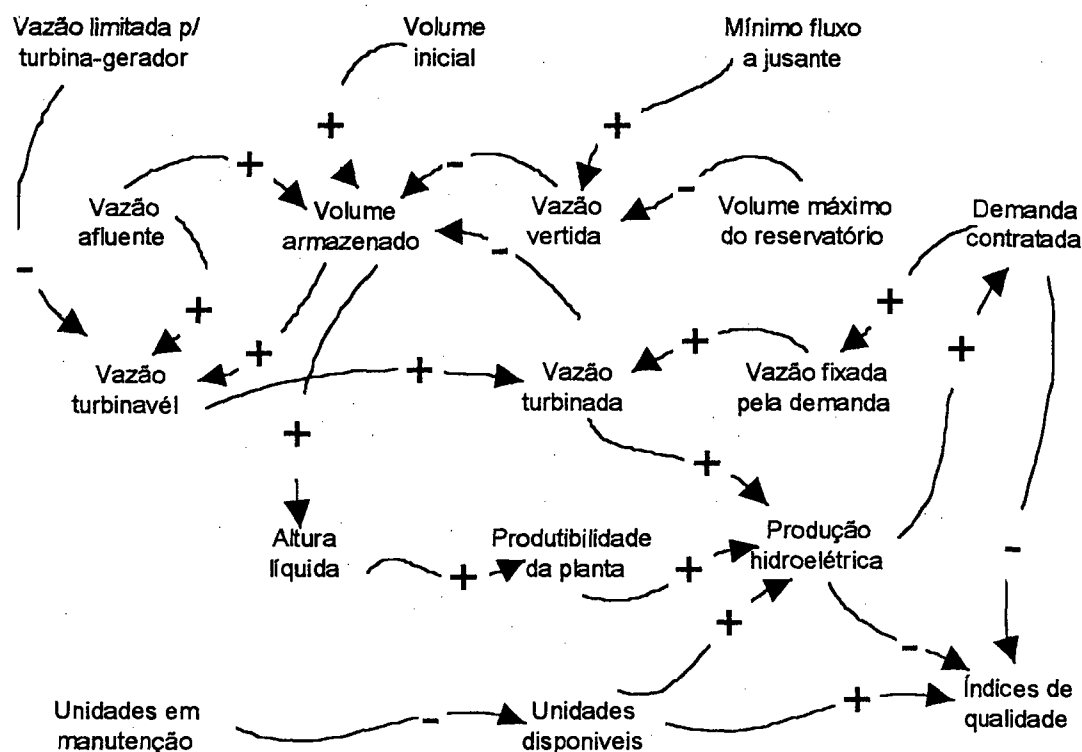 Vazão limitada p/
turbina-gerador
Volume
inicial
Mínimo fluxo
a jusante
+
+
+
-
-
Vazão
afluente
Volume
armazenado
Vazão
vertida
Volume máximo
do reservatório
Demanda
contratada
-
-
+
+
+
+
+
Vazão
turbinavél
+
Vazão
turbinada
Vazão fixada
pela demanda
+
+
Altura
líquida
Produtibilidade
da planta
Produção
hidroelétrica
-
+
+
+
-
Unidades em
manutenção
-
Unidades
disponiveis
+
Índices de
qualidade